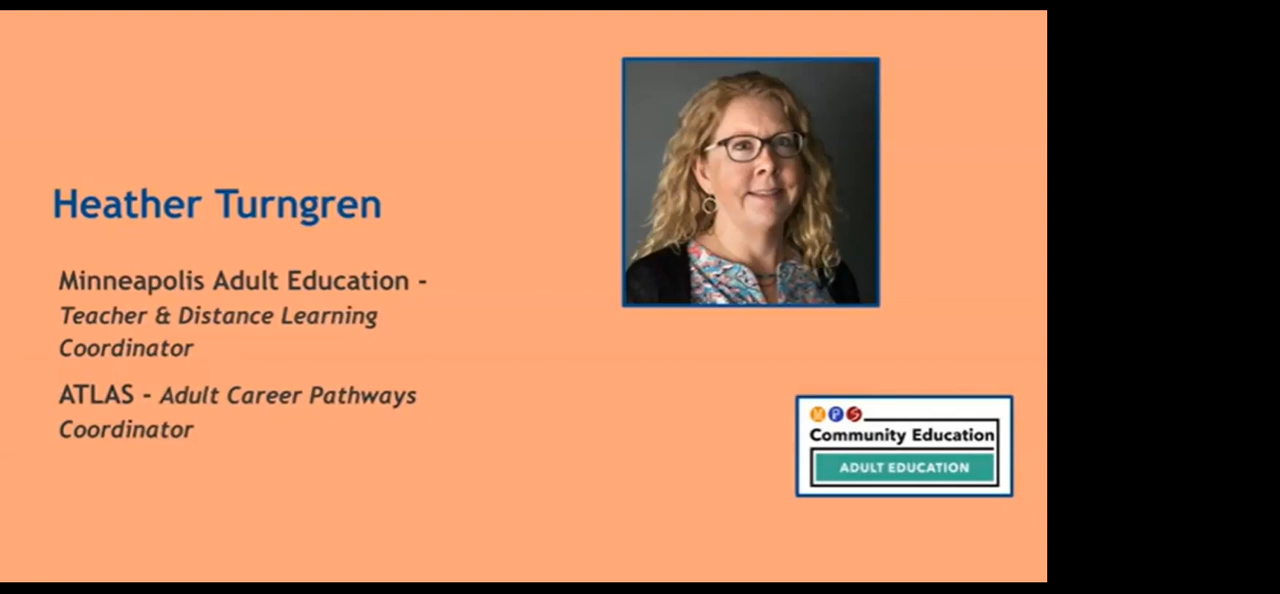 Heather Turngren
Minneapolis Adult Education -
Teacher & Distance Learning
Coordinator
ATLAS - Adult Career Pathways
Coordinator
M P S
Community Education
ADULT EDUCATION